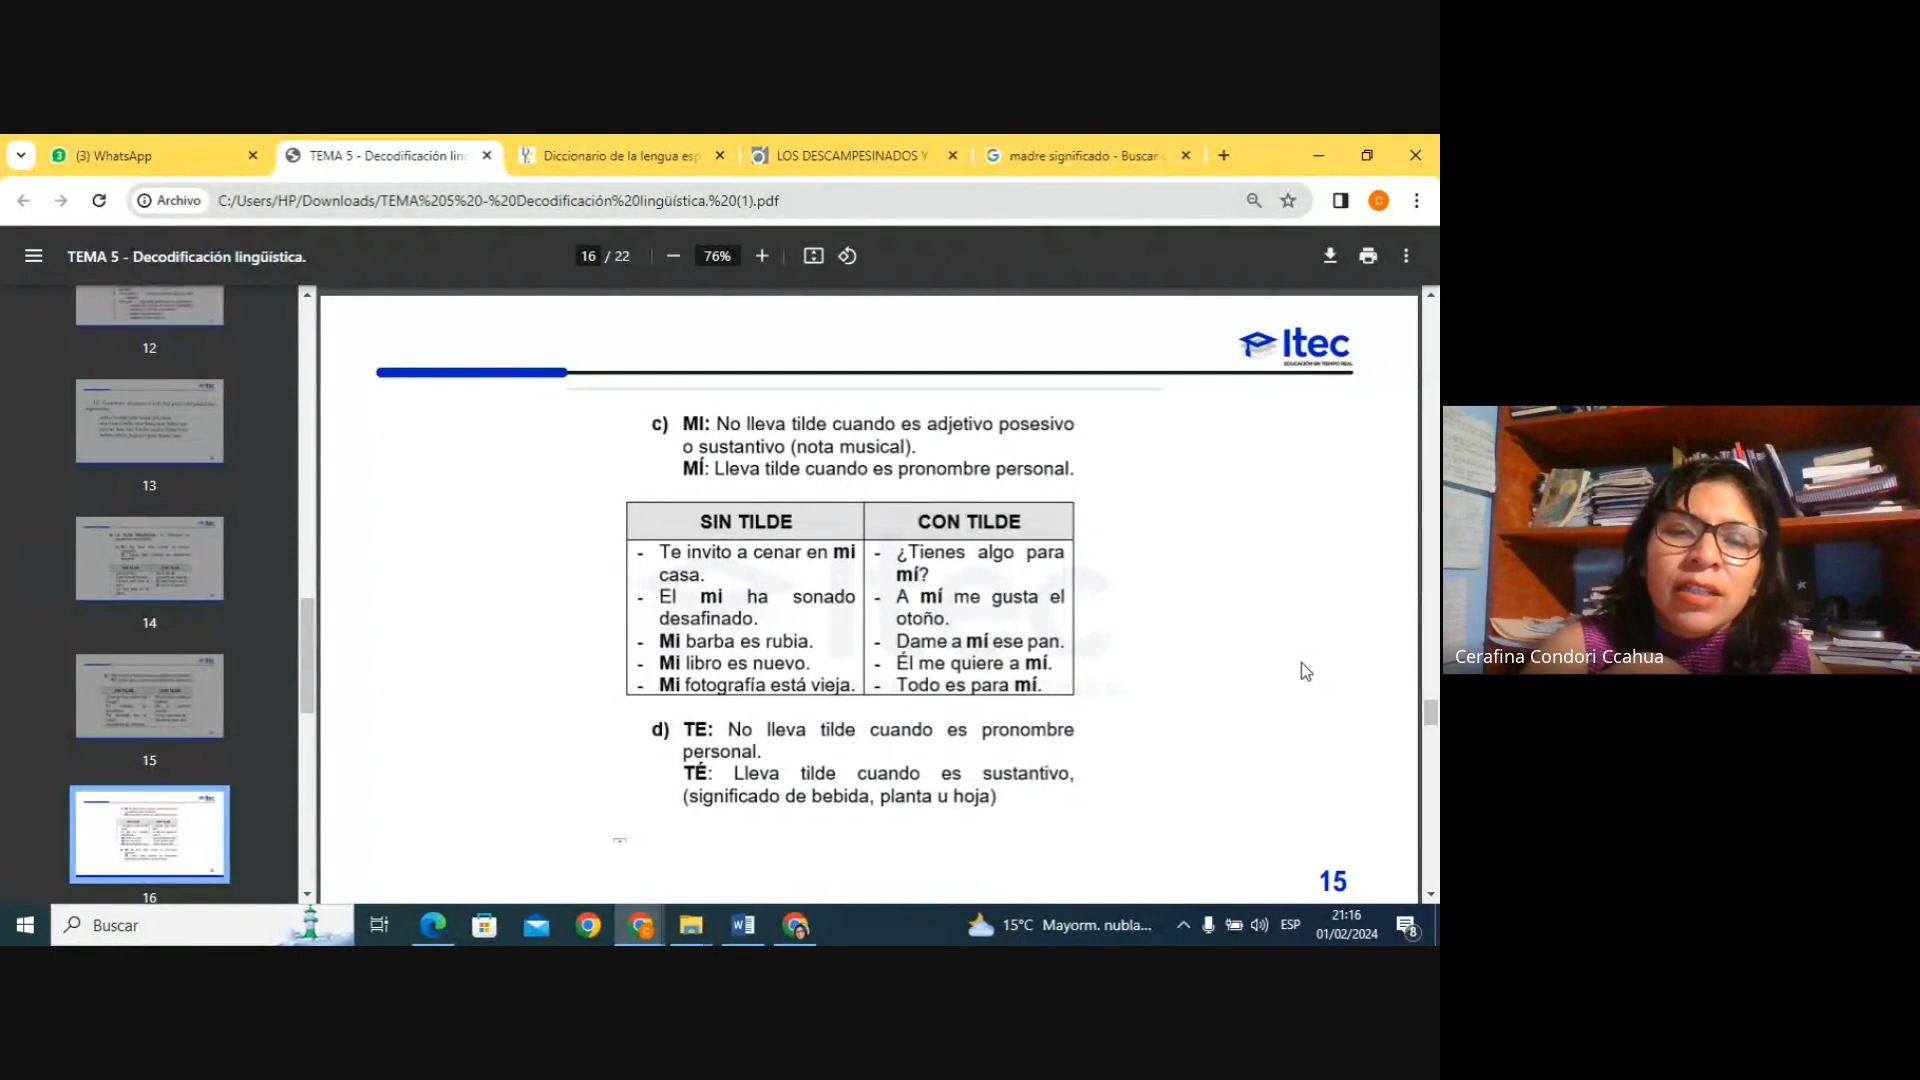 (3) WhatsApp
TEMA 5 - Decodificación lin
Diccionario de la lengua esp
LOS DESCAMPESINADOS Y
madre significado - Buscar
Archivo
C:/Users/HP/Downloads/TEMA%205%20-%20Decodificación%20lingüística.%20(1).pdf
C
TEMA 5 - Decodificación lingüística.
16 / 22
76%
12
13
14
15
16
Itec
EDUCACIÓN EN TIEMPO REAL
c) MI: No lleva tilde cuando es adjetivo posesivo
o sustantivo (nota musical).
MÍ: Lleva tilde cuando es pronombre personal.
SIN TILDE
- Te invito a cenar en mi
casa.
- El mi ha sonado
desafinado.
- Mi barba es rubia.
- Mi libro es nuevo.
- Mi fotografía está vieja.
CON TILDE
- ¿Tienes algo para
mí?
- A mí me gusta el
otoño.
- Dame a mí ese pan.
- Él me quiere a mí.
- Todo es para mí.
d) TE: No lleva tilde cuando es pronombre
personal.
TÉ: Lleva tilde cuando es sustantivo,
(significado de bebida, planta u hoja)
15
Cerafina Condori Ccahua
Buscar
15°C Mayorm. nubla...
ESP
21:16
01/02/2024
8